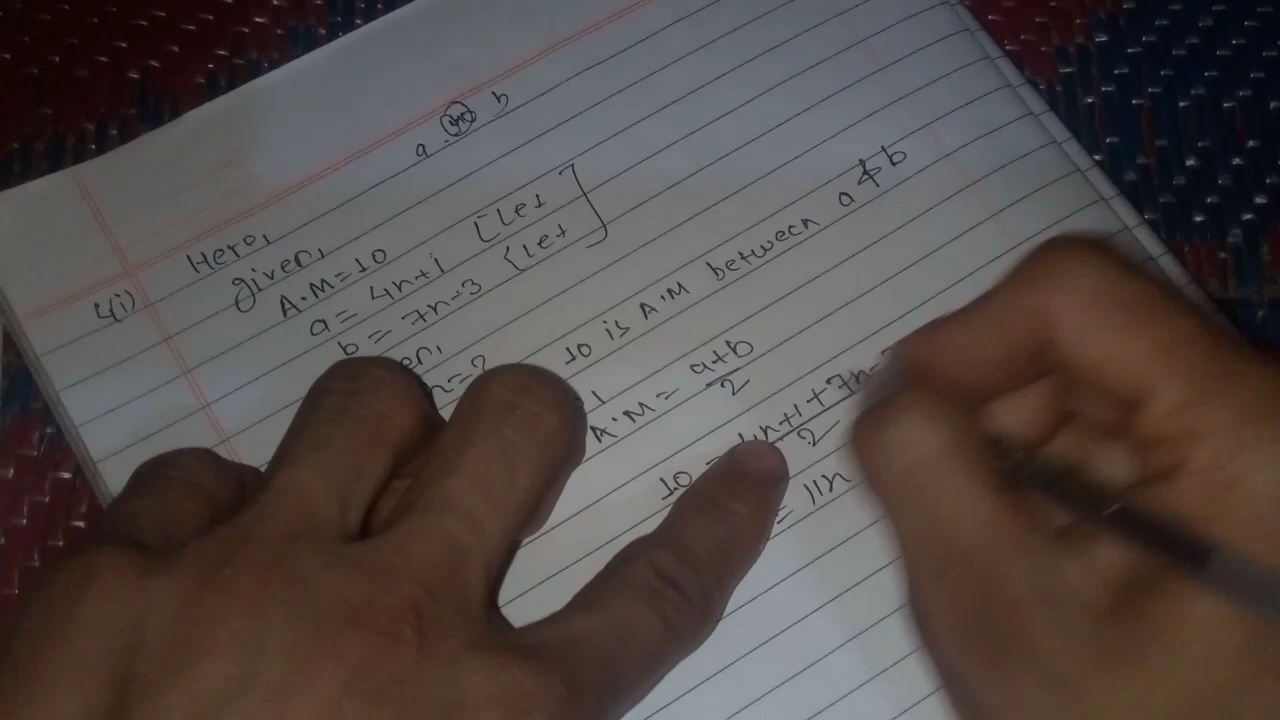 a . AM b
4(i) Here,
given,
A.M = 10
a = 4n+1 [let]
b = 7n-3 [let]
n = ?
10 is A.M between a & b
A.M = a+b/2
10 = 4n+1+7n-/2
= 11n